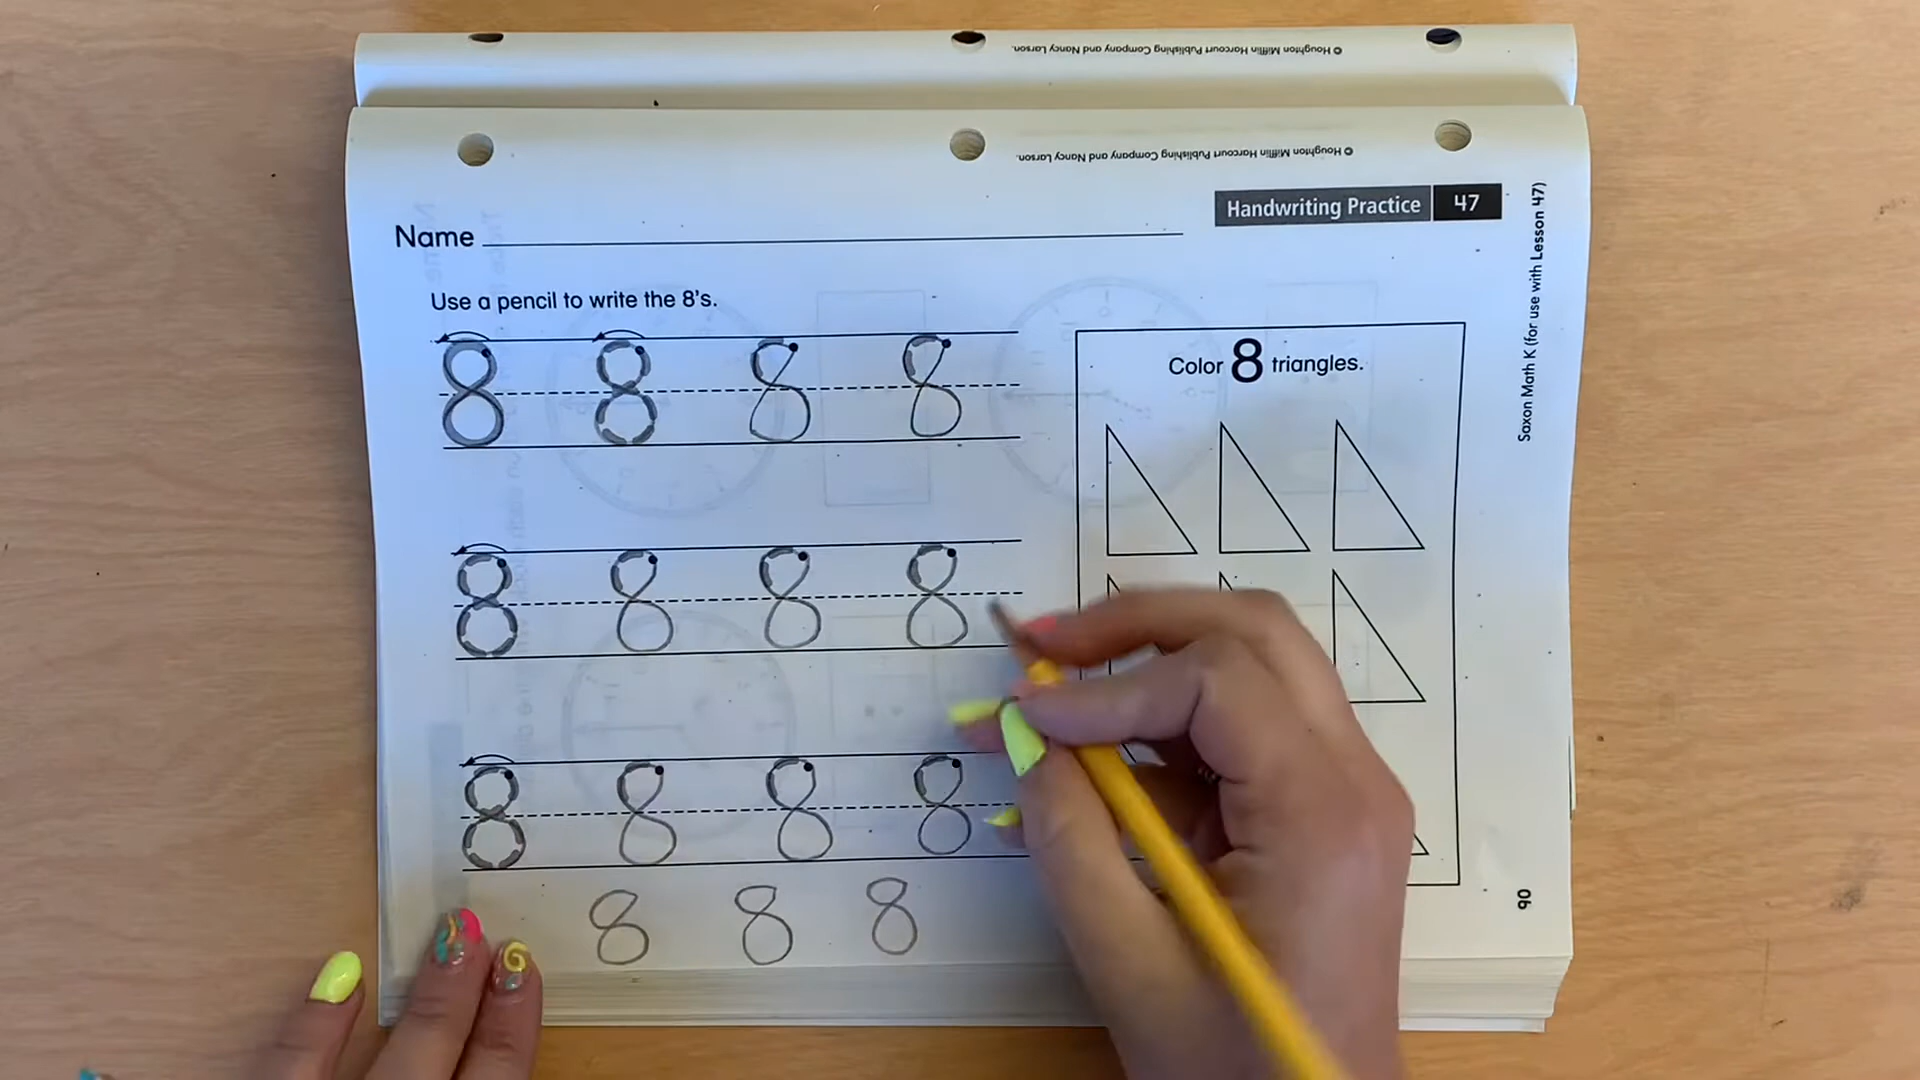 © Houghton Mifflin Harcourt Publishing Company and Nancy Larson.
© Houghton Mifflin Harcourt Publishing Company and Nancy Larson.
Handwriting Practice 47
Name
Use a pencil to write the 8's.
8 8 8 8
8 8 8 8
8 8 8 8
8 8 8
Color 8 triangles.
Saxon Math K (for use with Lesson 47)
90